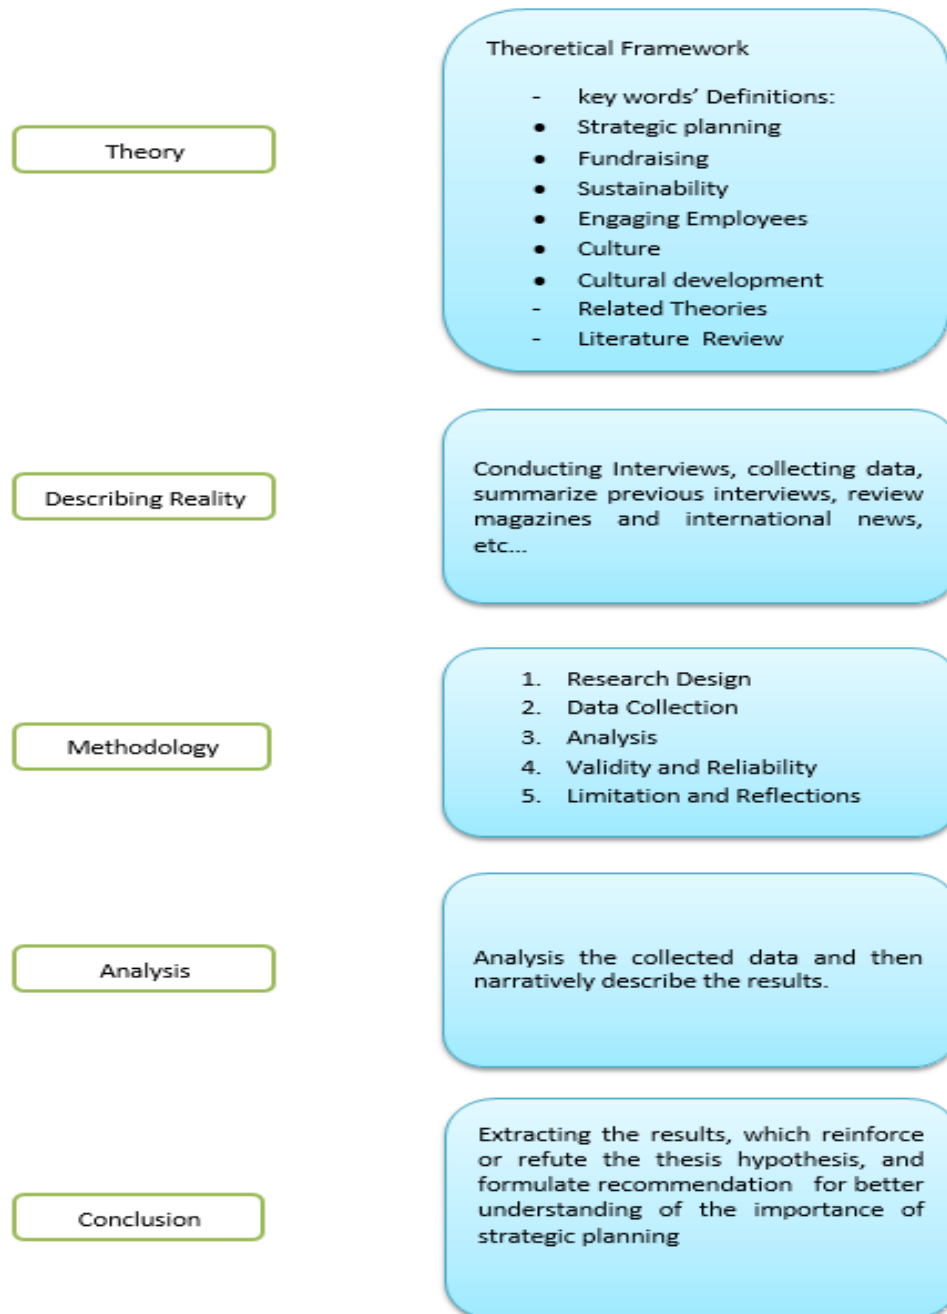 Theory
Theoretical Framework
- key words’ Definitions:
● Strategic planning
● Fundraising
● Sustainability
● Engaging Employees
● Culture
● Cultural development
- Related Theories
- Literature Review
Describing Reality
Conducting Interviews, collecting data,
summarize previous interviews, review
magazines and international news,
etc...
Methodology
1. Research Design
2. Data Collection
3. Analysis
4. Validity and Reliability
5. Limitation and Reflections
Analysis
Analysis the collected data and then
narratively describe the results.
Conclusion
Extracting the results, which reinforce
or refute the thesis hypothesis, and
formulate recommendation for better
understanding of the importance of
strategic planning